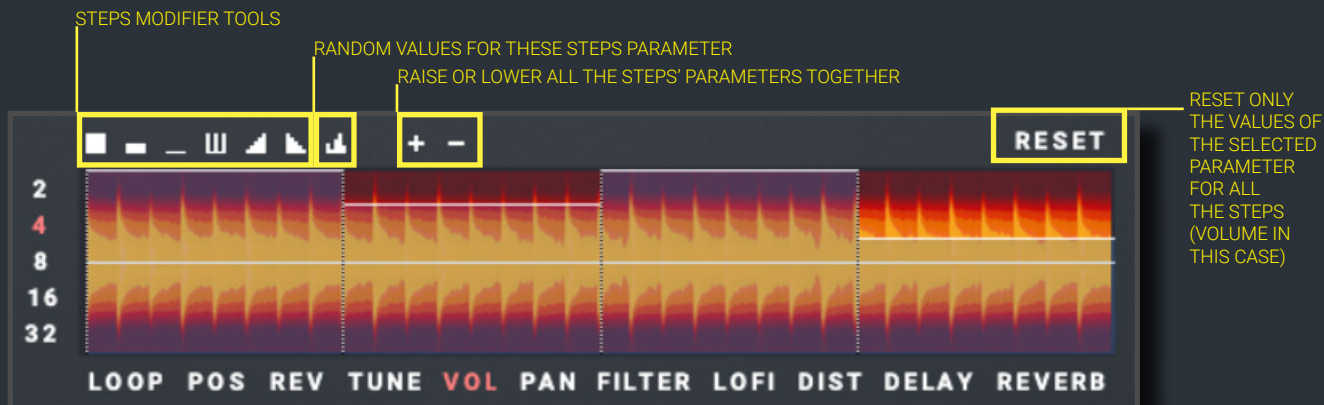 STEPS MODIFIER TOOLS
RANDOM VALUES FOR THESE STEPS PARAMETER
RAISE OR LOWER ALL THE STEPS' PARAMETERS TOGETHER
RESET ONLY
THE VALUES OF
THE SELECTED
PARAMETER
FOR ALL
THE STEPS
(VOLUME IN
THIS CASE)
+ −
RESET
2
4
8
16
32
LOOP POS REV TUNE VOL PAN FILTER LOFI DIST DELAY REVERB